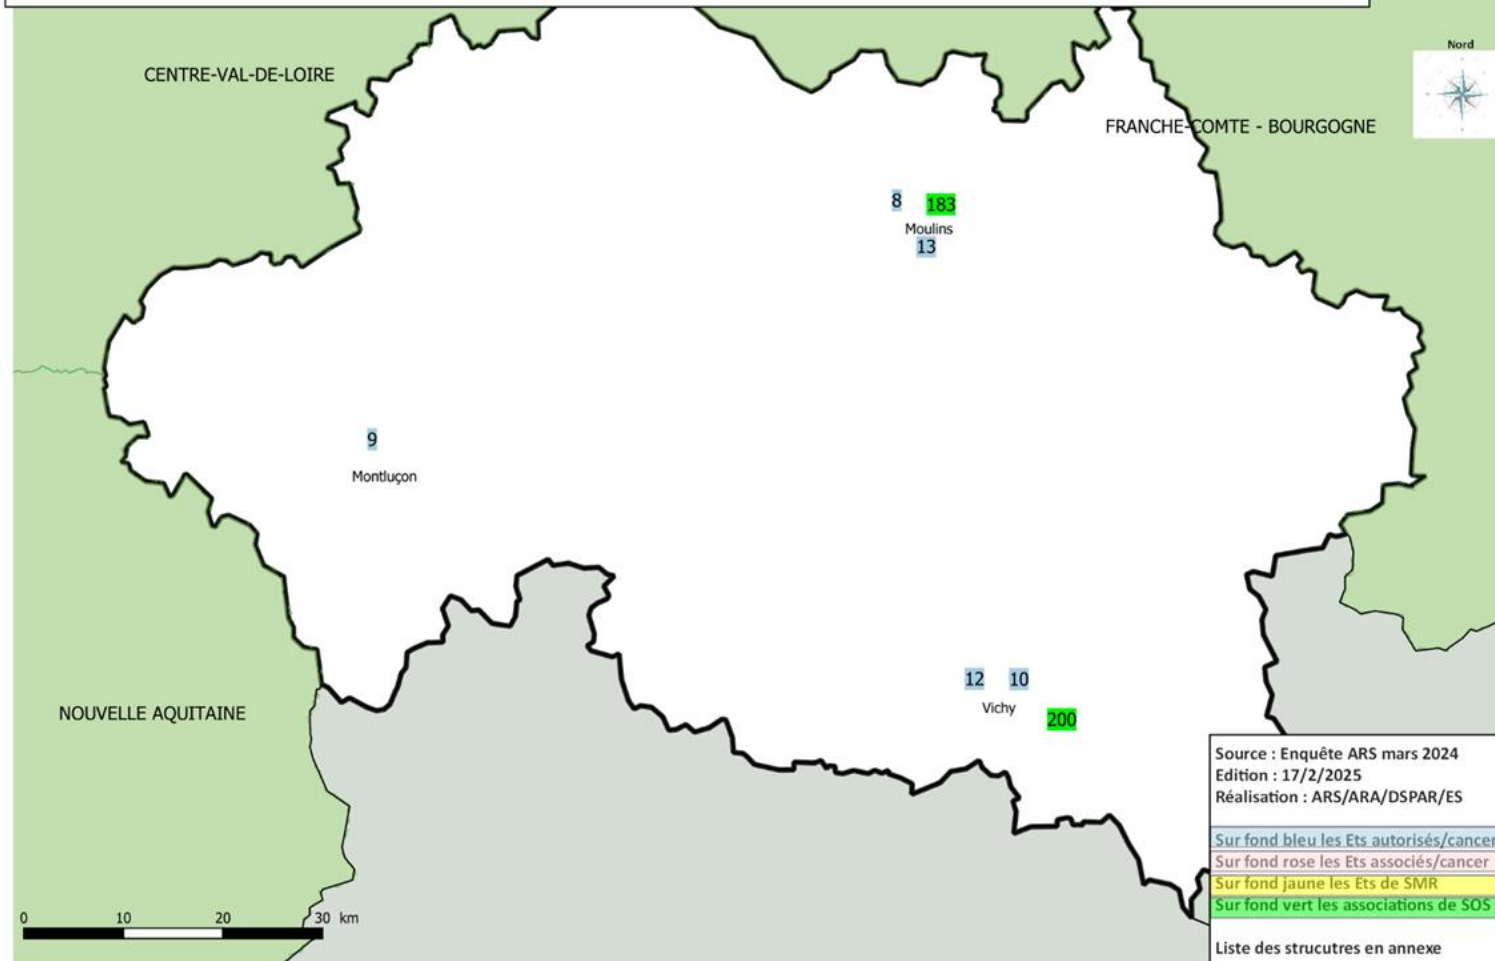 Nord
CENTRE-VAL-DE-LOIRE
FRANCHE-COMTE - BOURGOGNE
8
183
Moulins
13
9
Montluçon
12
10
Vichy
200
NOUVELLE AQUITAINE
Source : Enquête ARS mars 2024
Edition : 17/2/2025
Réalisation : ARS/ARA/DSPAR/ES
Sur fond bleu les Ets autorisés/cancer
Sur fond rose les Ets associés/cancer
Sur fond jaune les Ets de SMR
Sur fond vert les associations de SOS
Liste des strucutres en annexe
0 10 20 30 km